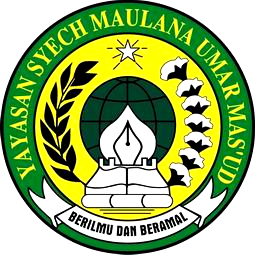 YAYASAN SYECH MAULANA UMAR MASUD
BERILMU DAN BERAMAL